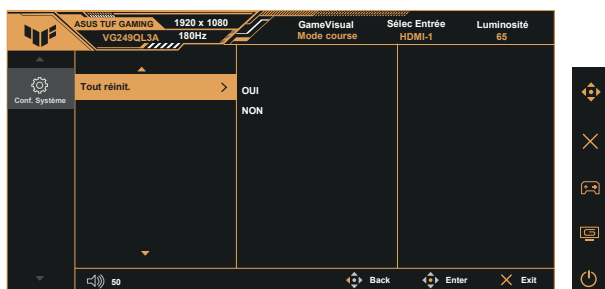 ASUS TUF GAMING 1920 x 1080 GameVisual Sélec Entrée Luminosité
VG249QL3A 180Hz Mode course HDMI-1 65
Conf. Système
Tout réinit.
OUI
NON
50 Back Enter Exit